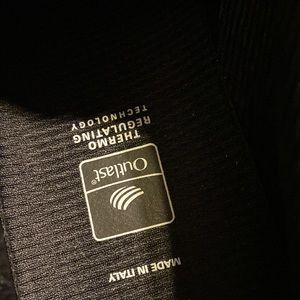 THERMO
REGULATING
TECHNOLOGY
Outlast®
MADE IN ITALY